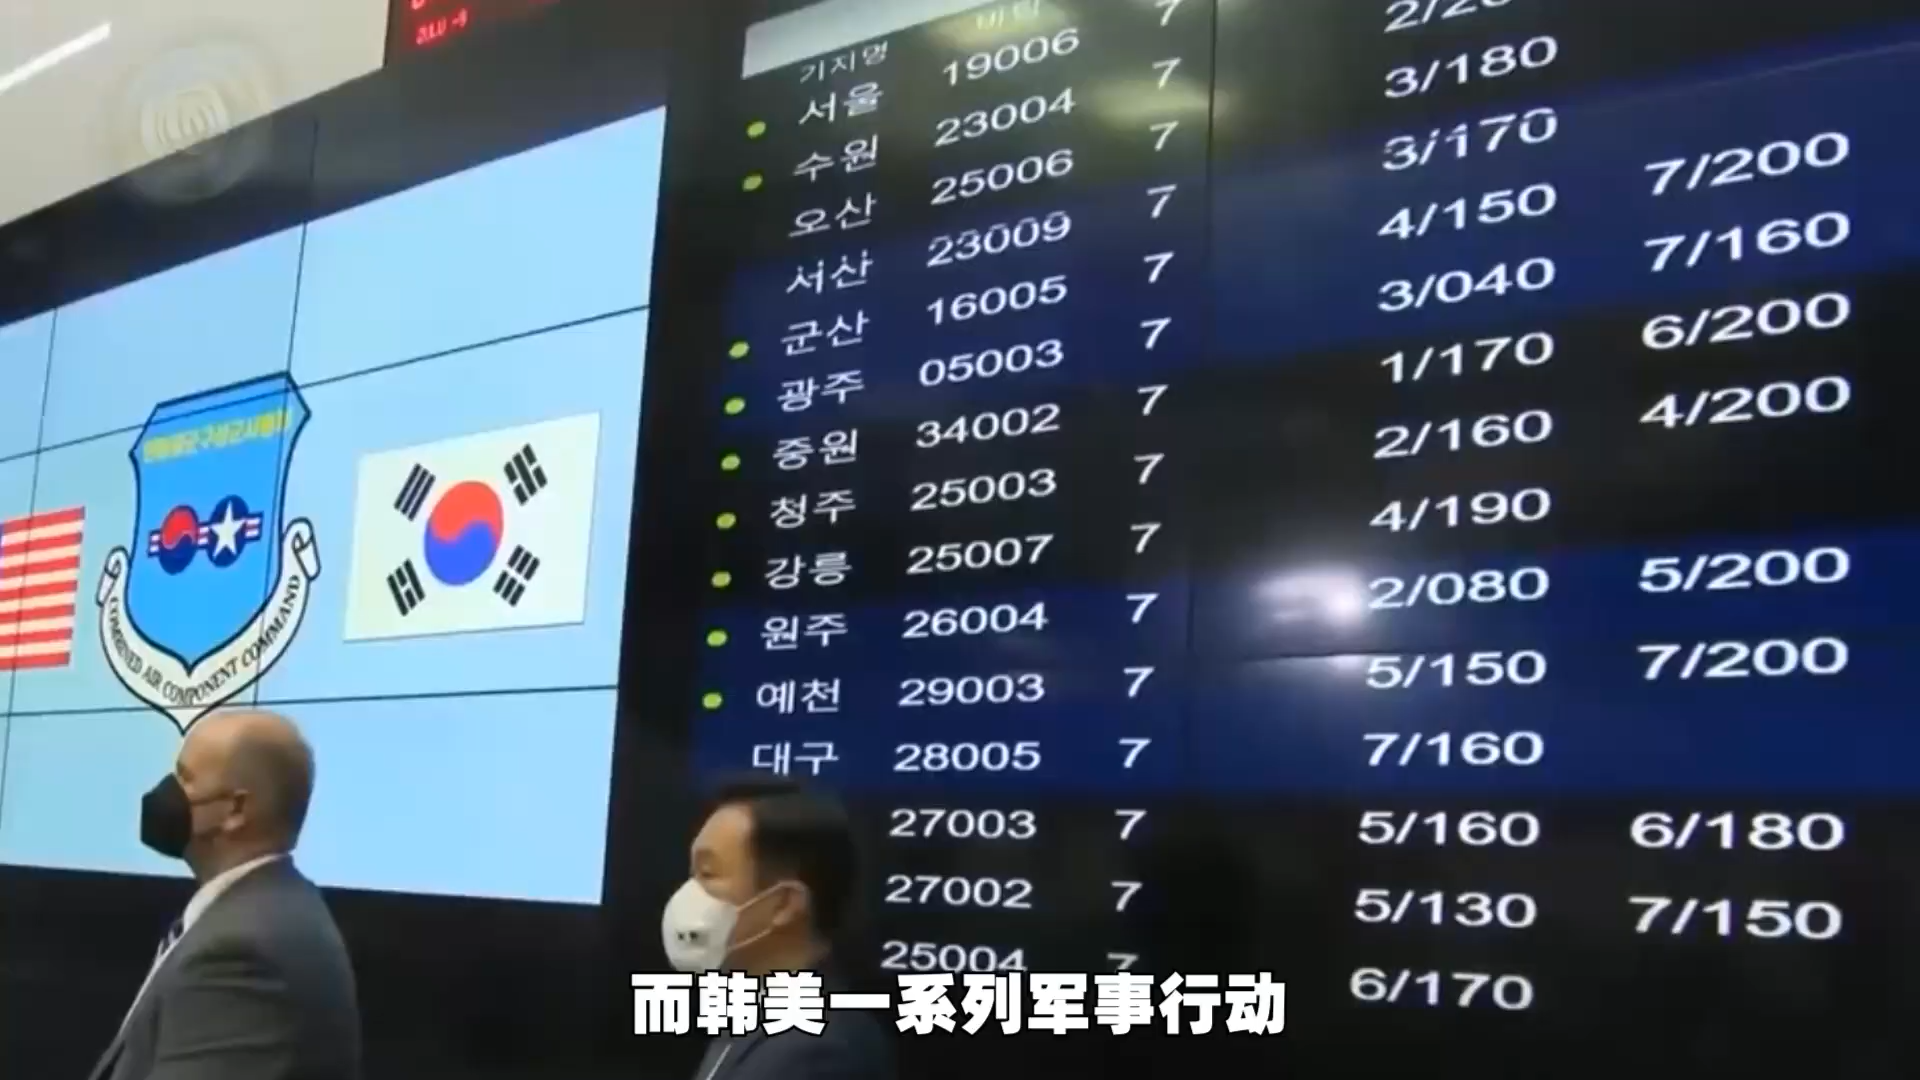 기지명 바람
서울 19006 7 2/20
수원 23004 7 3/180
오산 25006 7 3/170
서산 23009 7 4/150 7/200
군산 16005 7 3/040 7/160
광주 05003 7 1/170 6/200
중원 34002 7 2/160 4/200
청주 25003 7 4/190
강릉 25007 7 2/080 5/200
원주 26004 7 5/150 7/200
예천 29003 7 7/160
대구 28005 7 5/160 6/180
27003 7 5/130 7/150
27002 7 6/170
25004 7
COMBINED AIR COMPONENT COMMAND
而韩美一系列军事行动